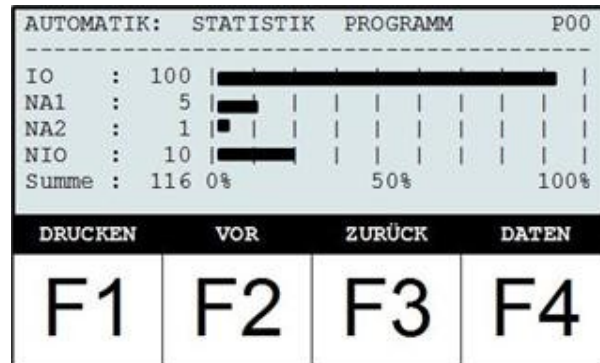 AUTOMATIK: STATISTIK PROGRAMM P00
IO : 100
NA1 : 5
NA2 : 1
NIO : 10
Summe : 116 0% 50% 100%
DRUCKEN VOR ZURÜCK DATEN
F1 F2 F3 F4